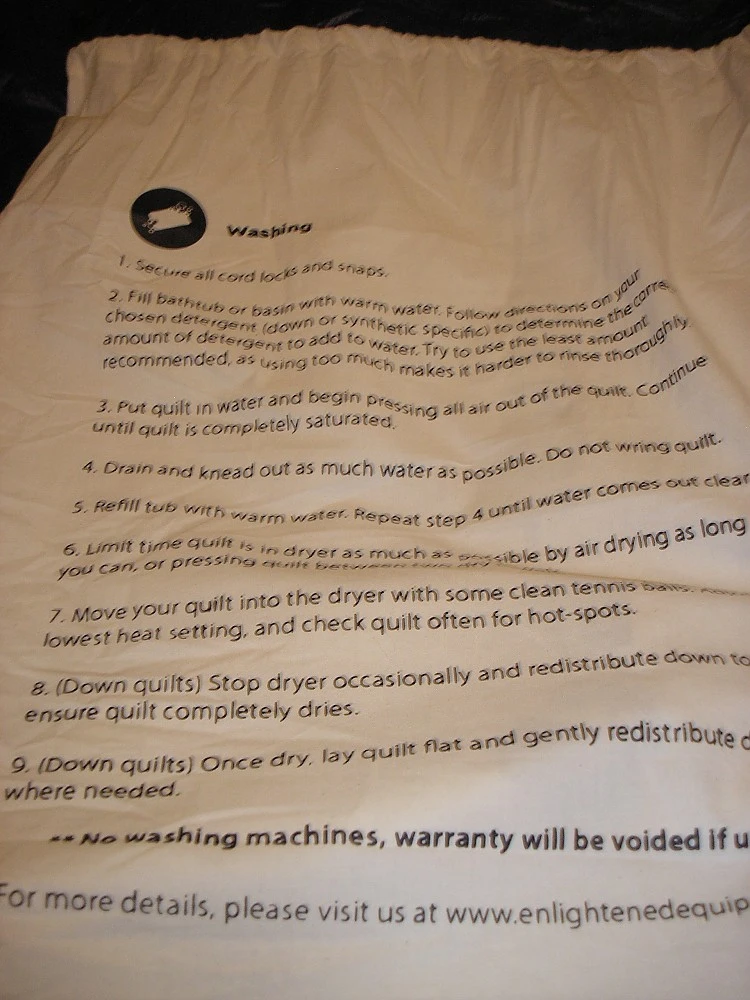 Washing
1. Secure all cord locks and snaps.
2. Fill bathtub or basin with warm water. Follow directions on your
chosen detergent (down or synthetic specific) to determine the corre
amount of detergent to add to water. Try to use the least amount
recommended, as using too much makes it harder to rinse thoroughly.
3. Put quilt in water and begin pressing all air out of the quilt. Continue
until quilt is completely saturated.
4. Drain and knead out as much water as possible. Do not wring quilt.
5. Refill tub with warm water. Repeat step 4 until water comes out clear
6. Limit time quilt is in dryer as much as possible by air drying as long
you can, or pressing quilt between two dry
7. Move your quilt into the dryer with some clean tennis balls.
lowest heat setting, and check quilt often for hot-spots.
8. (Down quilts) Stop dryer occasionally and redistribute down to
ensure quilt completely dries.
9. (Down quilts) Once dry, lay quilt flat and gently redistribute d
where needed.
** No washing machines, warranty will be voided if u
For more details, please visit us at www.enlightenedequip